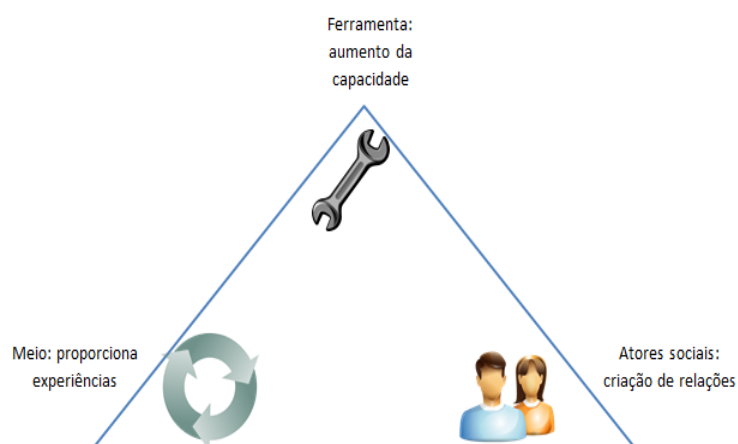 Ferramenta:
aumento da
capacidade
Meio: proporciona
experiências
Atores sociais:
criação de relações